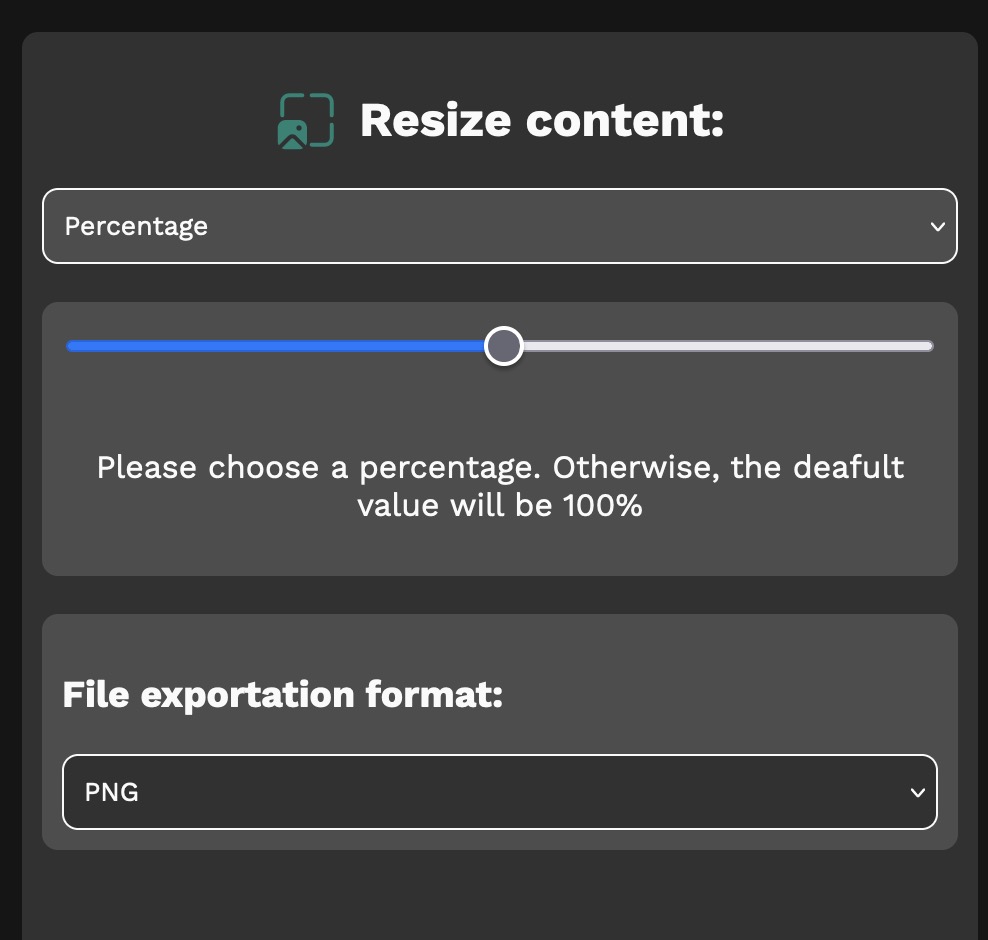 Resize content:
Percentage
Please choose a percentage. Otherwise, the deafult
value will be 100%
File exportation format:
PNG